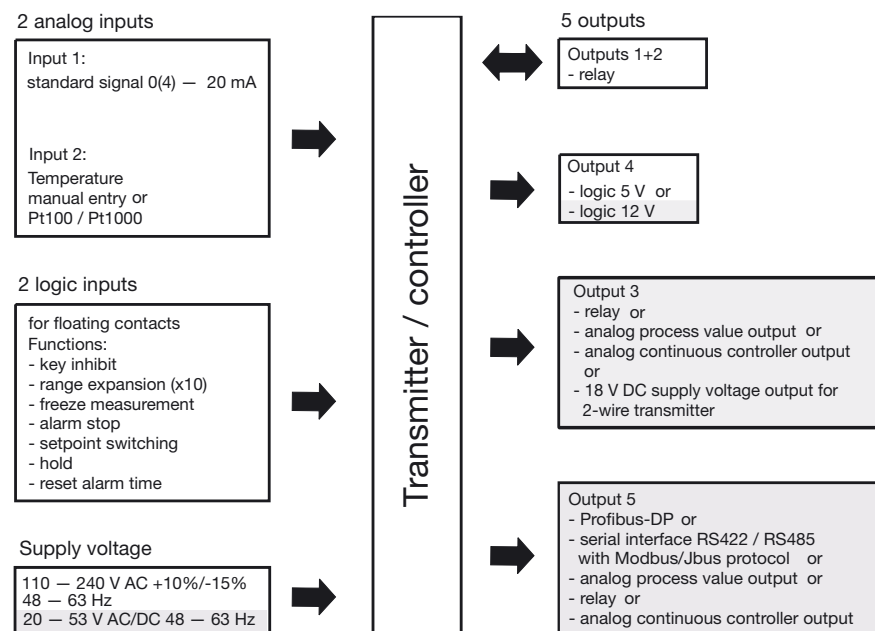 2 analog inputs
Input 1:
standard signal 0(4) — 20 mA
Input 2:
Temperature
manual entry or
Pt100 / Pt1000
2 logic inputs
for floating contacts
Functions:
- key inhibit
- range expansion (x10)
- freeze measurement
- alarm stop
- setpoint switching
- hold
- reset alarm time
Supply voltage
110 — 240 V AC +10%/-15%
48 — 63 Hz
20 — 53 V AC/DC 48 — 63 Hz
Transmitter / controller
5 outputs
Outputs 1+2
- relay
Output 4
- logic 5 V or
- logic 12 V
Output 3
- relay or
- analog process value output or
- analog continuous controller output
or
- 18 V DC supply voltage output for
2-wire transmitter
Output 5
- Profibus-DP or
- serial interface RS422 / RS485
with Modbus/Jbus protocol or
- analog process value output or
- relay or
- analog continuous controller output